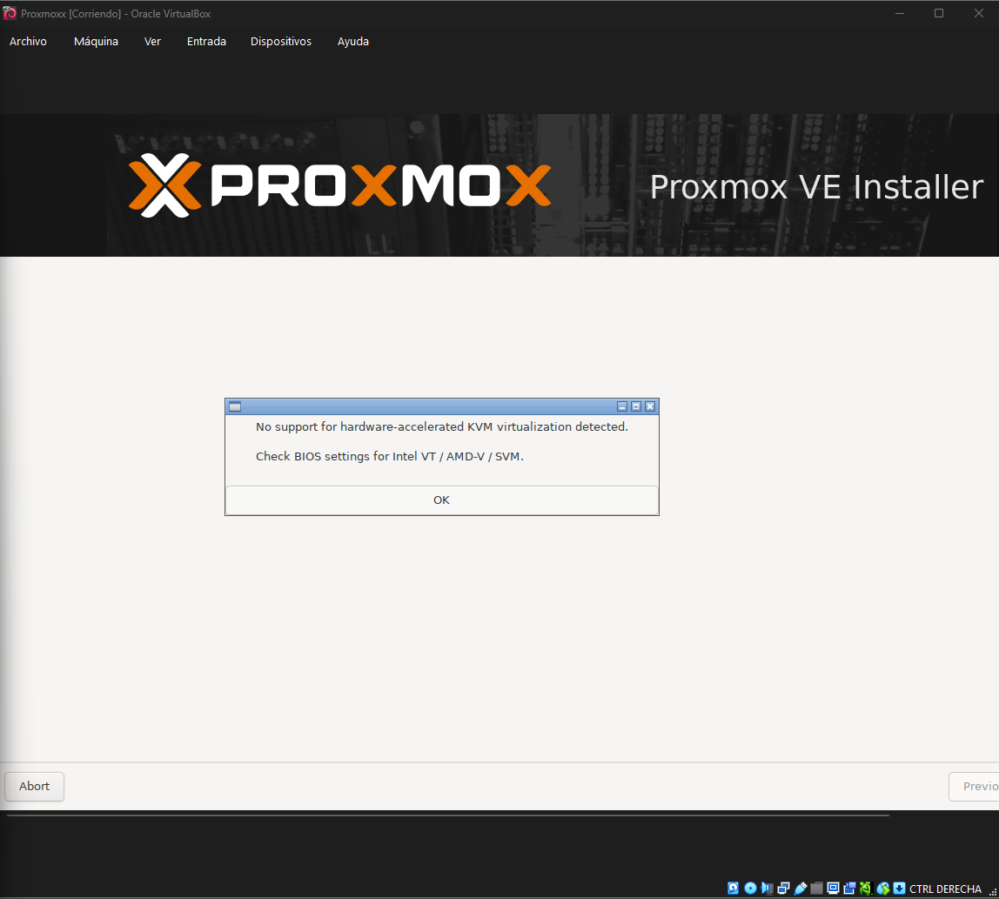 Proxmoxx [Corriendo] - Oracle VirtualBox
Archivo Máquina Ver Entrada Dispositivos Ayuda
PROXMOX
Proxmox VE Installer
No support for hardware-accelerated KVM virtualization detected.
Check BIOS settings for Intel VT / AMD-V / SVM.
OK
Abort
Previo
CTRL DERECHA